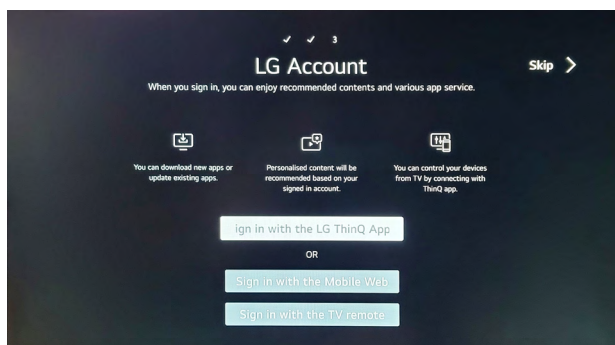 3
LG Account
Skip
When you sign in, you can enjoy recommended contents and various app service.
You can download new apps or
update existing apps.
Personalised content will be
recommended based on your
signed in account.
You can control your devices
from TV by connecting with
ThinQ app.
ign in with the LG ThinQ App
OR
Sign in with the Mobile Web
Sign in with the TV remote